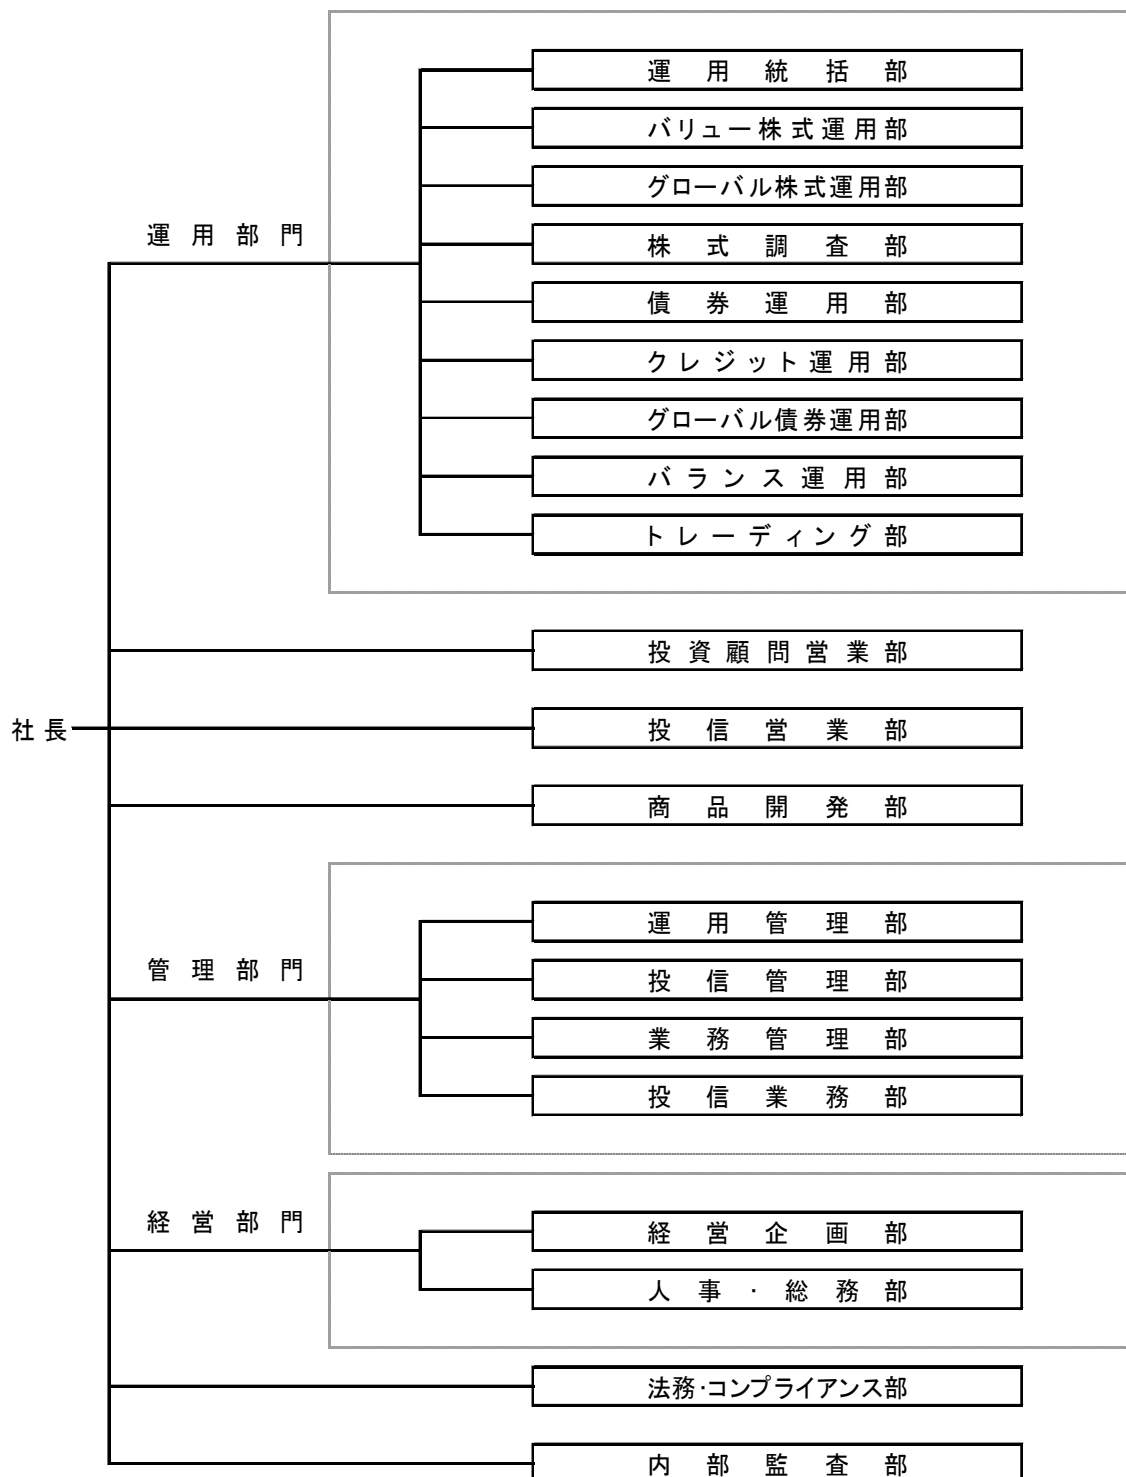 運用統括部
バリュー株式運用部
グローバル株式運用部
運用部門
株式調査部
債券運用部
クレジット運用部
グローバル債券運用部
バランス運用部
トレーディング部
投資顧問営業部
社長
投信営業部
商品開発部
運用管理部
管理部門
投信管理部
業務管理部
投信業務部
経営部門
経営企画部
人事・総務部
法務・コンプライアンス部
内部監査部